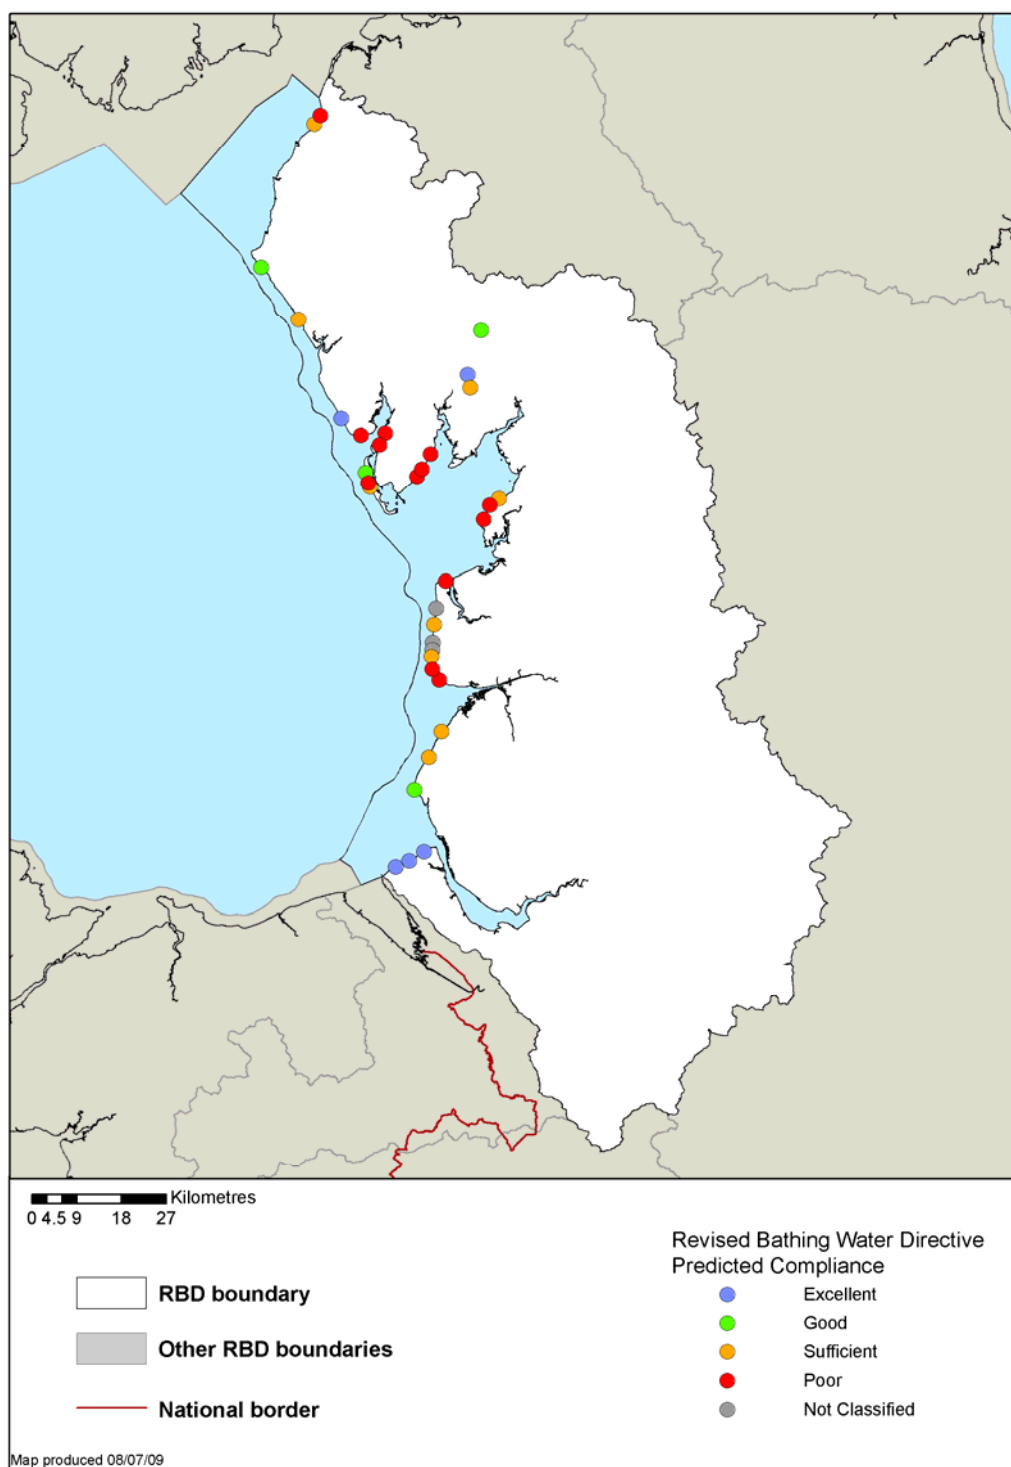 Kilometres
0 4.5 9 18 27
Revised Bathing Water Directive
Predicted Compliance
Excellent
Good
Sufficient
Poor
Not Classified
RBD boundary
Other RBD boundaries
National border
Map produced 08/07/09